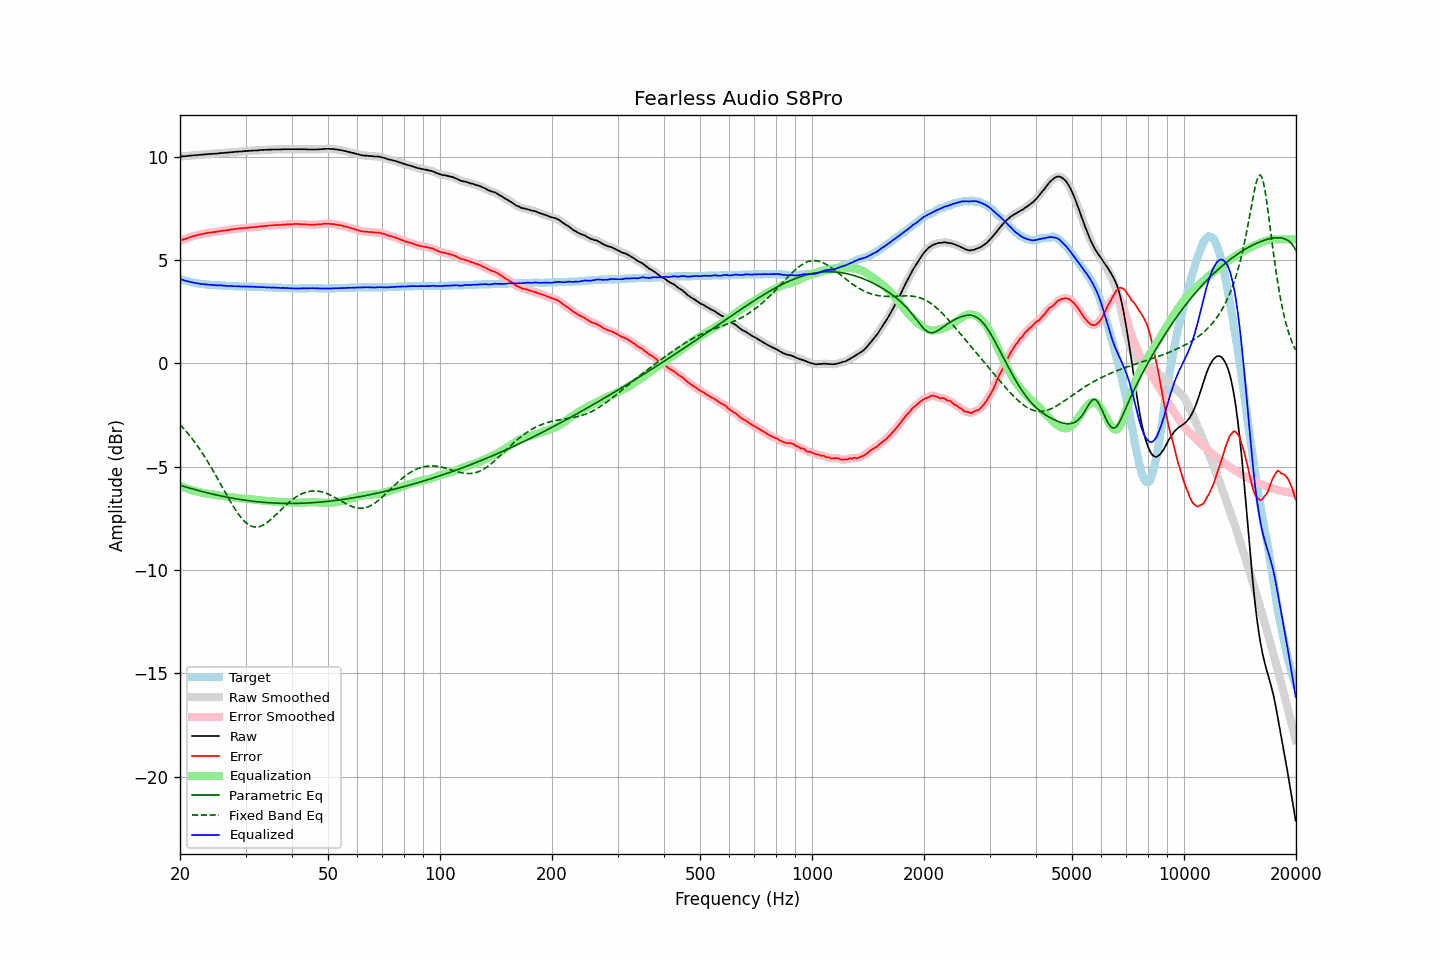 Fearless Audio S8Pro
Amplitude (dBr)
10
5
0
−5
−10
−15
−20
Target
Raw Smoothed
Error Smoothed
Raw
Error
Equalization
Parametric Eq
Fixed Band Eq
Equalized
20 50 100 200 500 1000 2000 5000 10000 20000
Frequency (Hz)